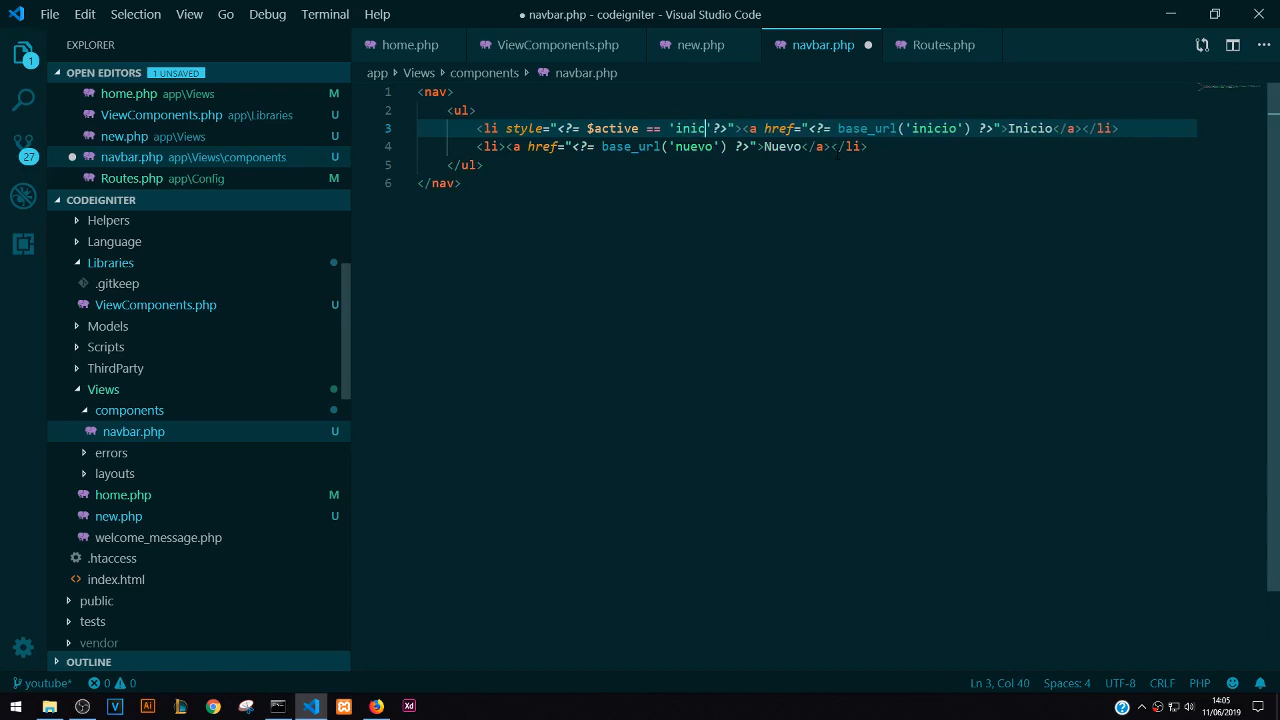 File Edit Selection View Go Debug Terminal Help
● navbar.php - codeigniter - Visual Studio Code
EXPLORER
home.php ViewComponents.php new.php navbar.php ● Routes.php
OPEN EDITORS 1 UNSAVED
app Views components navbar.php
home.php app\Views M
ViewComponents.php app\Libraries U
new.php app\Views U
navbar.php app\Views\components U
Routes.php app\Config M
CODEIGNITER
Helpers
Language
Libraries
.gitkeep
ViewComponents.php U
Models
Scripts
ThirdParty
Views
components
navbar.php U
errors
layouts
home.php M
new.php U
welcome_message.php
.htaccess
index.html
public
tests
vendor
OUTLINE
1
27
1 <nav>
2 <ul>
3 <li style="<?= $active == 'inic'?>"><a href="<?= base_url('inicio') ?>">Inicio</a></li>
4 <li><a href="<?= base_url('nuevo') ?>">Nuevo</a></li>
5 </ul>
6 </nav>
youtube* 0 0 Ln 3, Col 40 Spaces: 4 UTF-8 CRLF PHP
14:05
11/06/2019